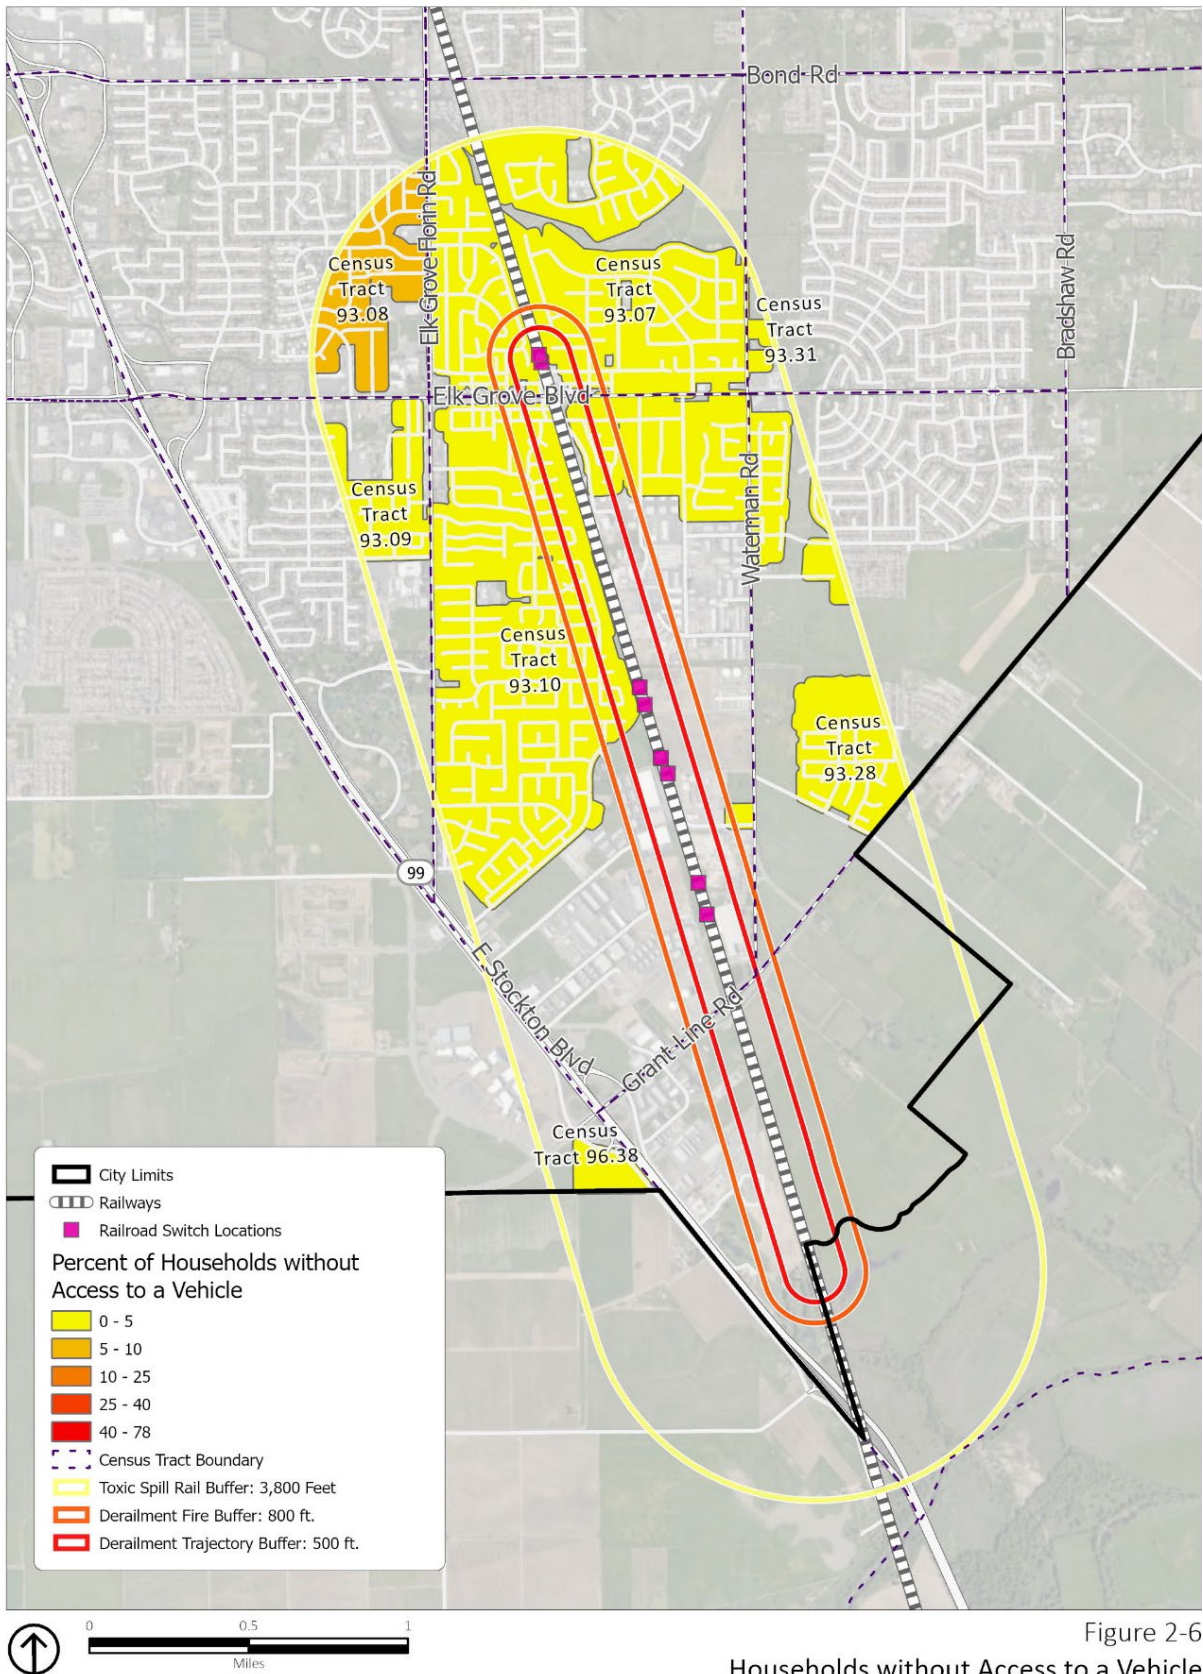 Bond Rd
Elk Grove Florin Rd
Bradshaw Rd
Census
Tract
93.08
Census
Tract
93.07
Census
Tract
93.31
Elk Grove Blvd
Census
Tract
93.09
Waterman Rd
Census
Tract
93.10
Census
Tract
93.28
99
E Stockton Blvd
Grant Line Rd
Census
Tract 96.38
City Limits
Railways
Railroad Switch Locations
Percent of Households without
Access to a Vehicle
0 - 5
5 - 10
10 - 25
25 - 40
40 - 78
Census Tract Boundary
Toxic Spill Rail Buffer: 3,800 Feet
Derailment Fire Buffer: 800 ft.
Derailment Trajectory Buffer: 500 ft.
0 0.5 1
Miles
Figure 2-6
Households without Access to a Vehicle